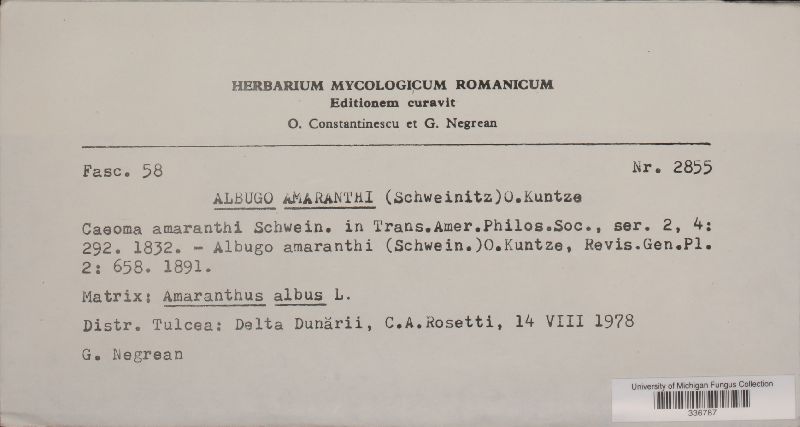 HERBARIUM MYCOLOGICUM ROMANICUM
Editionem curavit
O. Constantinescu et G. Negrean
Fasc. 58
Nr. 2855
ALBUGO AMARANTHI (Schweinitz)O.Kuntze
Caeoma amaranthi Schwein. in Trans.Amer.Philos.Soc., ser. 2, 4:
292. 1832. - Albugo amaranthi (Schwein.)O.Kuntze, Revis.Gen.Pl.
2: 658. 1891.
Matrix: Amaranthus albus L.
Distr. Tulcea: Delta Dunării, C.A.Rosetti, 14 VIII 1978
G. Negrean
University of Michigan Fungus Collection
336787